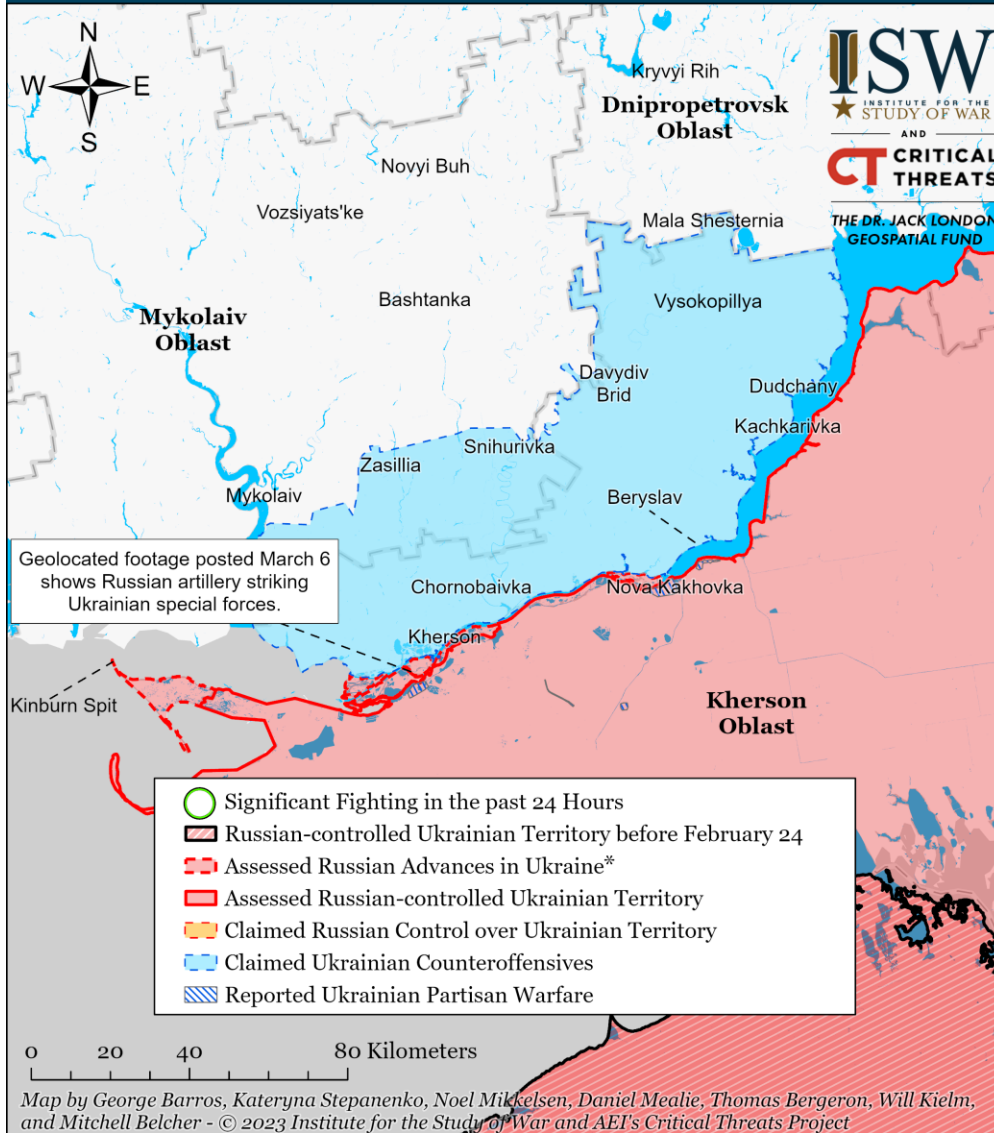 N
W E
S
ISW
INSTITUTE FOR THE
STUDY OF WAR
AND
CT CRITICAL
THREATS
THE DR. JACK LONDON
GEOSPATIAL FUND
Kryvyi Rih
Dnipropetrovsk
Oblast
Novyi Buh
Vozsiyats'ke
Mala Shesternia
Bashtanka
Vysokopillya
Mykolaiv
Oblast
Davydiv
Brid
Dudchany
Kachkarivka
Snihurivka
Zasillia
Mykolaiv
Beryslav
Geolocated footage posted March 6
shows Russian artillery striking
Ukrainian special forces.
Chornobaivka
Nova Kakhovka
Kherson
Kinburn Spit
Kherson
Oblast
Significant Fighting in the past 24 Hours
Russian-controlled Ukrainian Territory before February 24
Assessed Russian Advances in Ukraine*
Assessed Russian-controlled Ukrainian Territory
Claimed Russian Control over Ukrainian Territory
Claimed Ukrainian Counteroffensives
Reported Ukrainian Partisan Warfare
0 20 40 80 Kilometers
Map by George Barros, Kateryna Stepanenko, Noel Mikkelsen, Daniel Mealie, Thomas Bergeron, Will Kielm,
and Mitchell Belcher - © 2023 Institute for the Study of War and AEI's Critical Threats Project